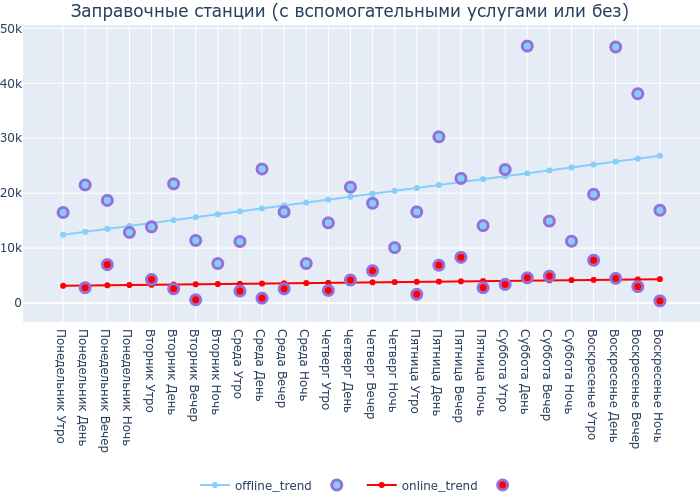 Заправочные станции (с вспомогательными услугами или без)
50k
40k
30k
20k
10k
0
Понедельник Утро
Понедельник День
Понедельник Вечер
Понедельник Ночь
Вторник Утро
Вторник День
Вторник Вечер
Вторник Ночь
Среда Утро
Среда День
Среда Вечер
Среда Ночь
Четверг Утро
Четверг День
Четверг Вечер
Четверг Ночь
Пятница Утро
Пятница День
Пятница Вечер
Пятница Ночь
Суббота Утро
Суббота День
Суббота Вечер
Суббота Ночь
Воскресенье Утро
Воскресенье День
Воскресенье Вечер
Воскресенье Ночь
offline_trend
online_trend